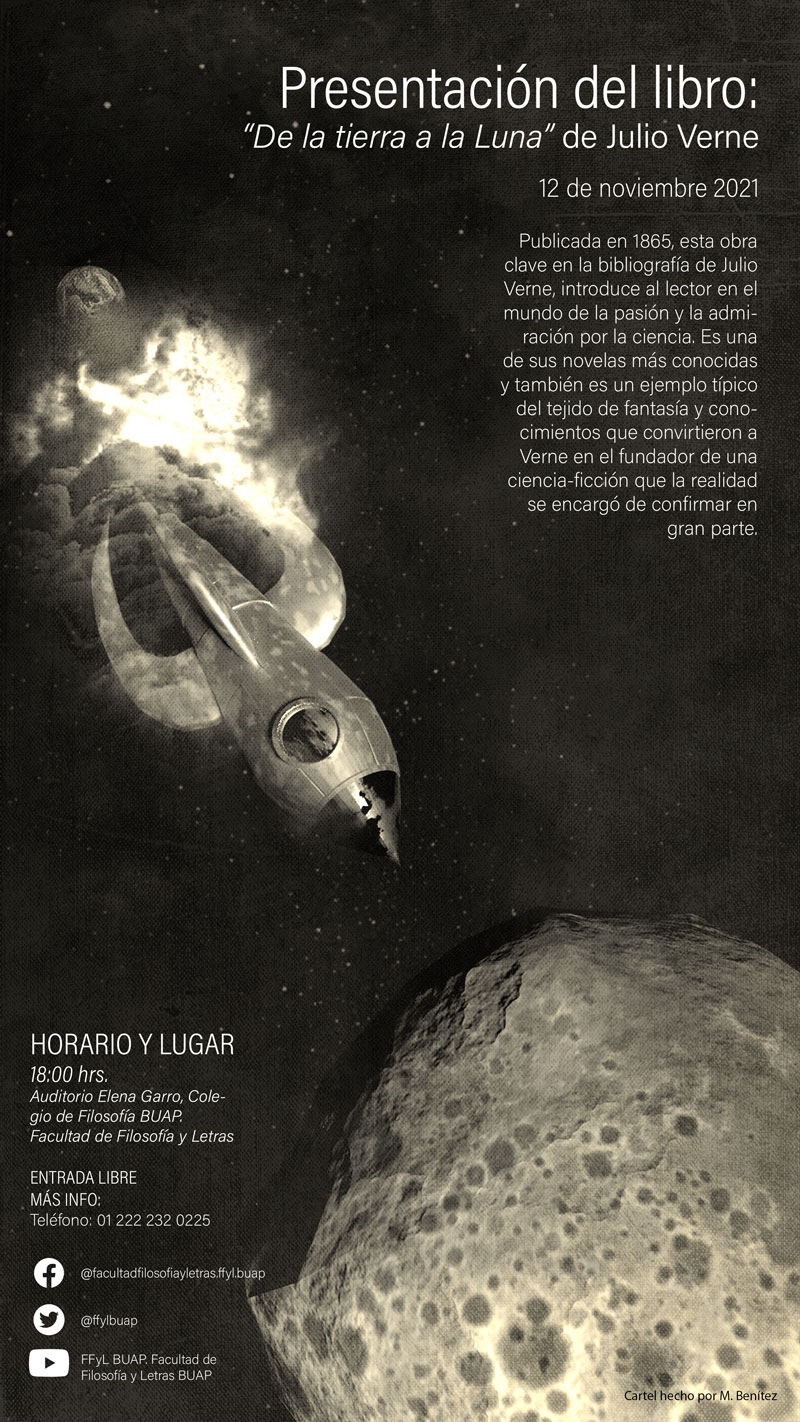 Presentación del libro:
“De la tierra a la Luna” de Julio Verne
12 de noviembre 2021
Publicada en 1865, esta obra
clave en la bibliografía de Julio
Verne, introduce al lector en el
mundo de la pasión y la admi-
ración por la ciencia. Es una
de sus novelas más conocidas
y también es un ejemplo típico
del tejido de fantasía y cono-
cimientos que convirtieron a
Verne en el fundador de una
ciencia-ficción que la realidad
se encargó de confirmar en
gran parte.
HORARIO Y LUGAR
18:00 hrs.
Auditorio Elena Garro, Cole-
gio de Filosofía BUAP.
Facultad de Filosofía y Letras
ENTRADA LIBRE
MÁS INFO:
Teléfono: 01 222 232 0225
@facultadfilosofiayletras.ffyl.buap
@ffylbuap
FFyL BUAP. Facultad de
Filosofía y Letras BUAP
Cartel hecho por M. Benítez